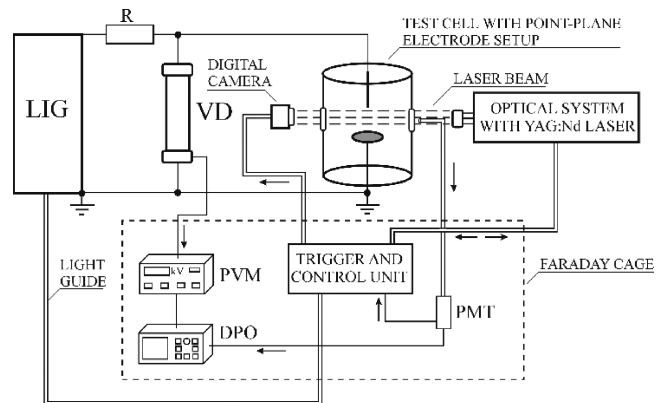 R
TEST CELL WITH POINT-PLANE
ELECTRODE SETUP
DIGITAL
CAMERA
LASER BEAM
LIG
VD
OPTICAL SYSTEM
WITH YAG:Nd LASER
LIGHT
GUIDE
kV
PVM
TRIGGER AND
CONTROL UNIT
FARADAY CAGE
PMT
DPO